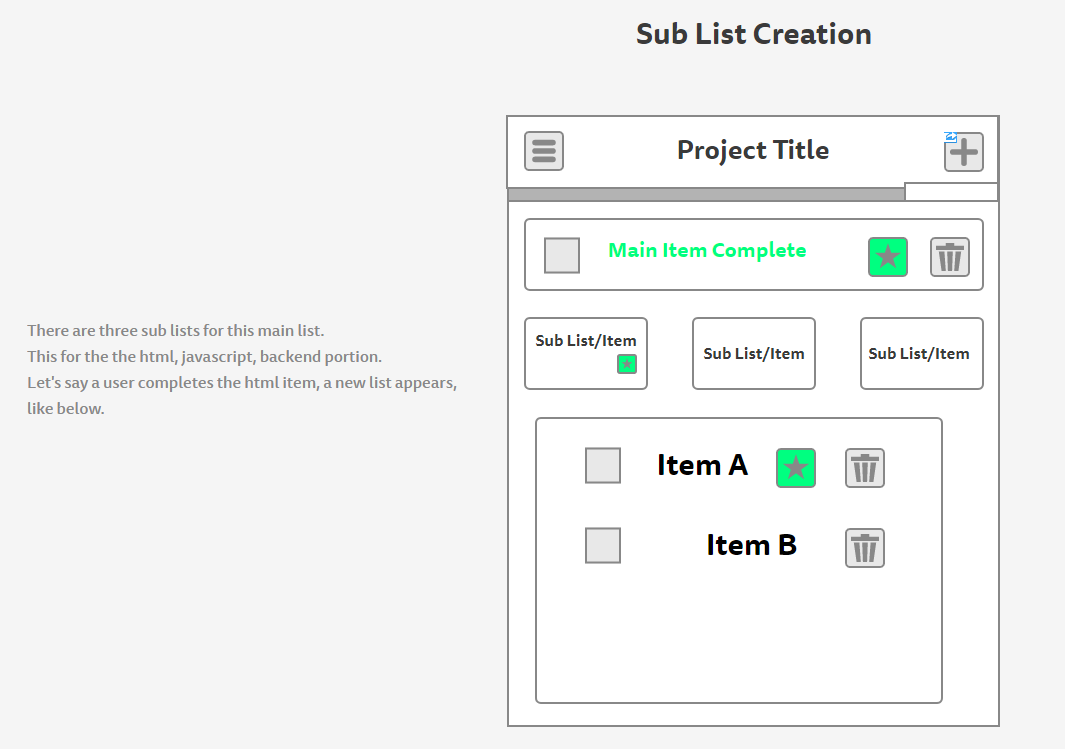 Sub List Creation
Project Title
Main Item Complete
There are three sub lists for this main list.
This for the the html, javascript, backend portion.
Let's say a user completes the html item, a new list appears,
like below.
Sub List/Item
Sub List/Item
Sub List/Item
Item A
Item B